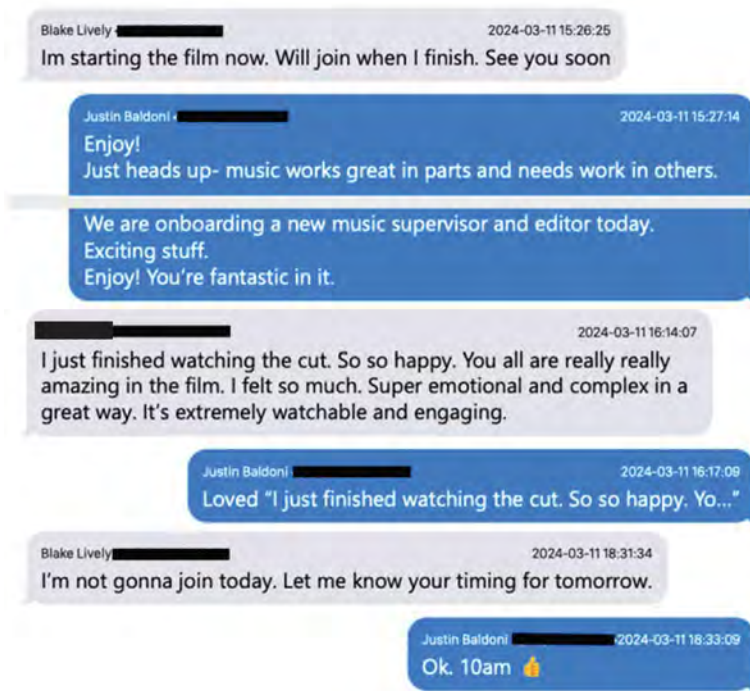 Blake Lively
2024-03-11 15:26:25
Im starting the film now. Will join when I finish. See you soon
Justin Baldoni
2024-03-11 15:27:14
Enjoy!
Just heads up- music works great in parts and needs work in others.
We are onboarding a new music supervisor and editor today.
Exciting stuff.
Enjoy! You're fantastic in it.
2024-03-11 16:14:07
I just finished watching the cut. So so happy. You all are really really
amazing in the film. I felt so much. Super emotional and complex in a
great way. It's extremely watchable and engaging.
Justin Baldoni
2024-03-11 16:17:09
Loved "I just finished watching the cut. So so happy. Yo..."
Blake Lively
2024-03-11 18:31:34
I'm not gonna join today. Let me know your timing for tomorrow.
Justin Baldoni
2024-03-11 18:33:09
Ok. 10am 👍